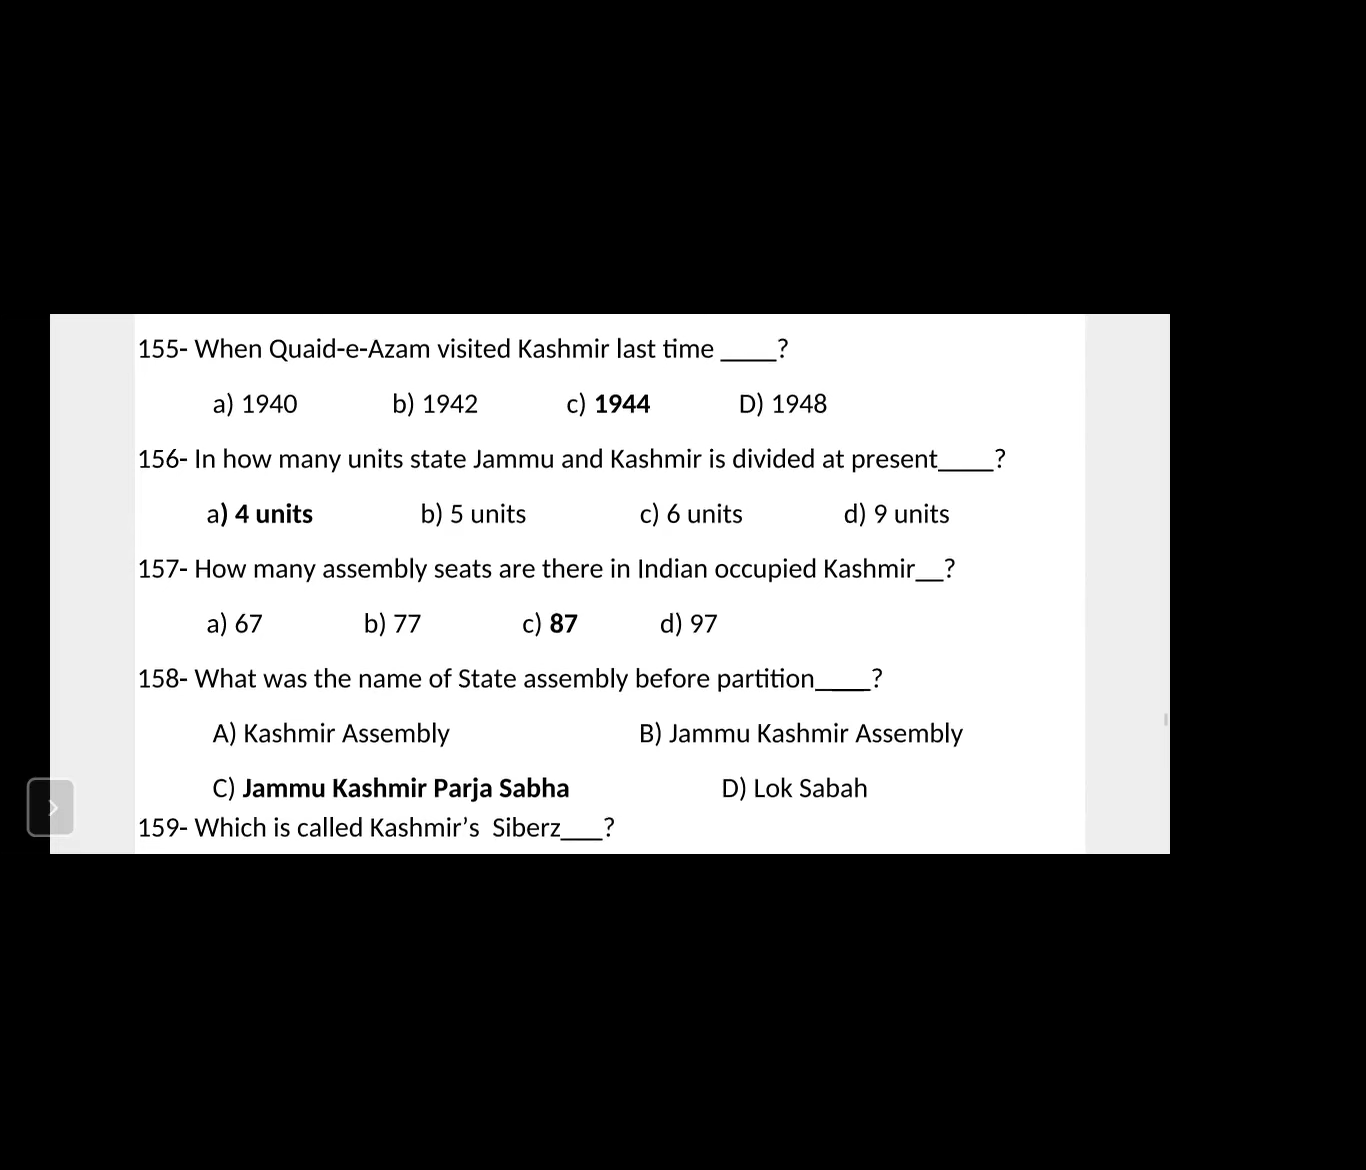 155- When Quaid-e-Azam visited Kashmir last time ____?
a) 1940 b) 1942 c) 1944 D) 1948
156- In how many units state Jammu and Kashmir is divided at present____?
a) 4 units b) 5 units c) 6 units d) 9 units
157- How many assembly seats are there in Indian occupied Kashmir__?
a) 67 b) 77 c) 87 d) 97
158- What was the name of State assembly before partition____?
A) Kashmir Assembly B) Jammu Kashmir Assembly
C) Jammu Kashmir Parja Sabha D) Lok Sabah
159- Which is called Kashmir’s  Siberz___?